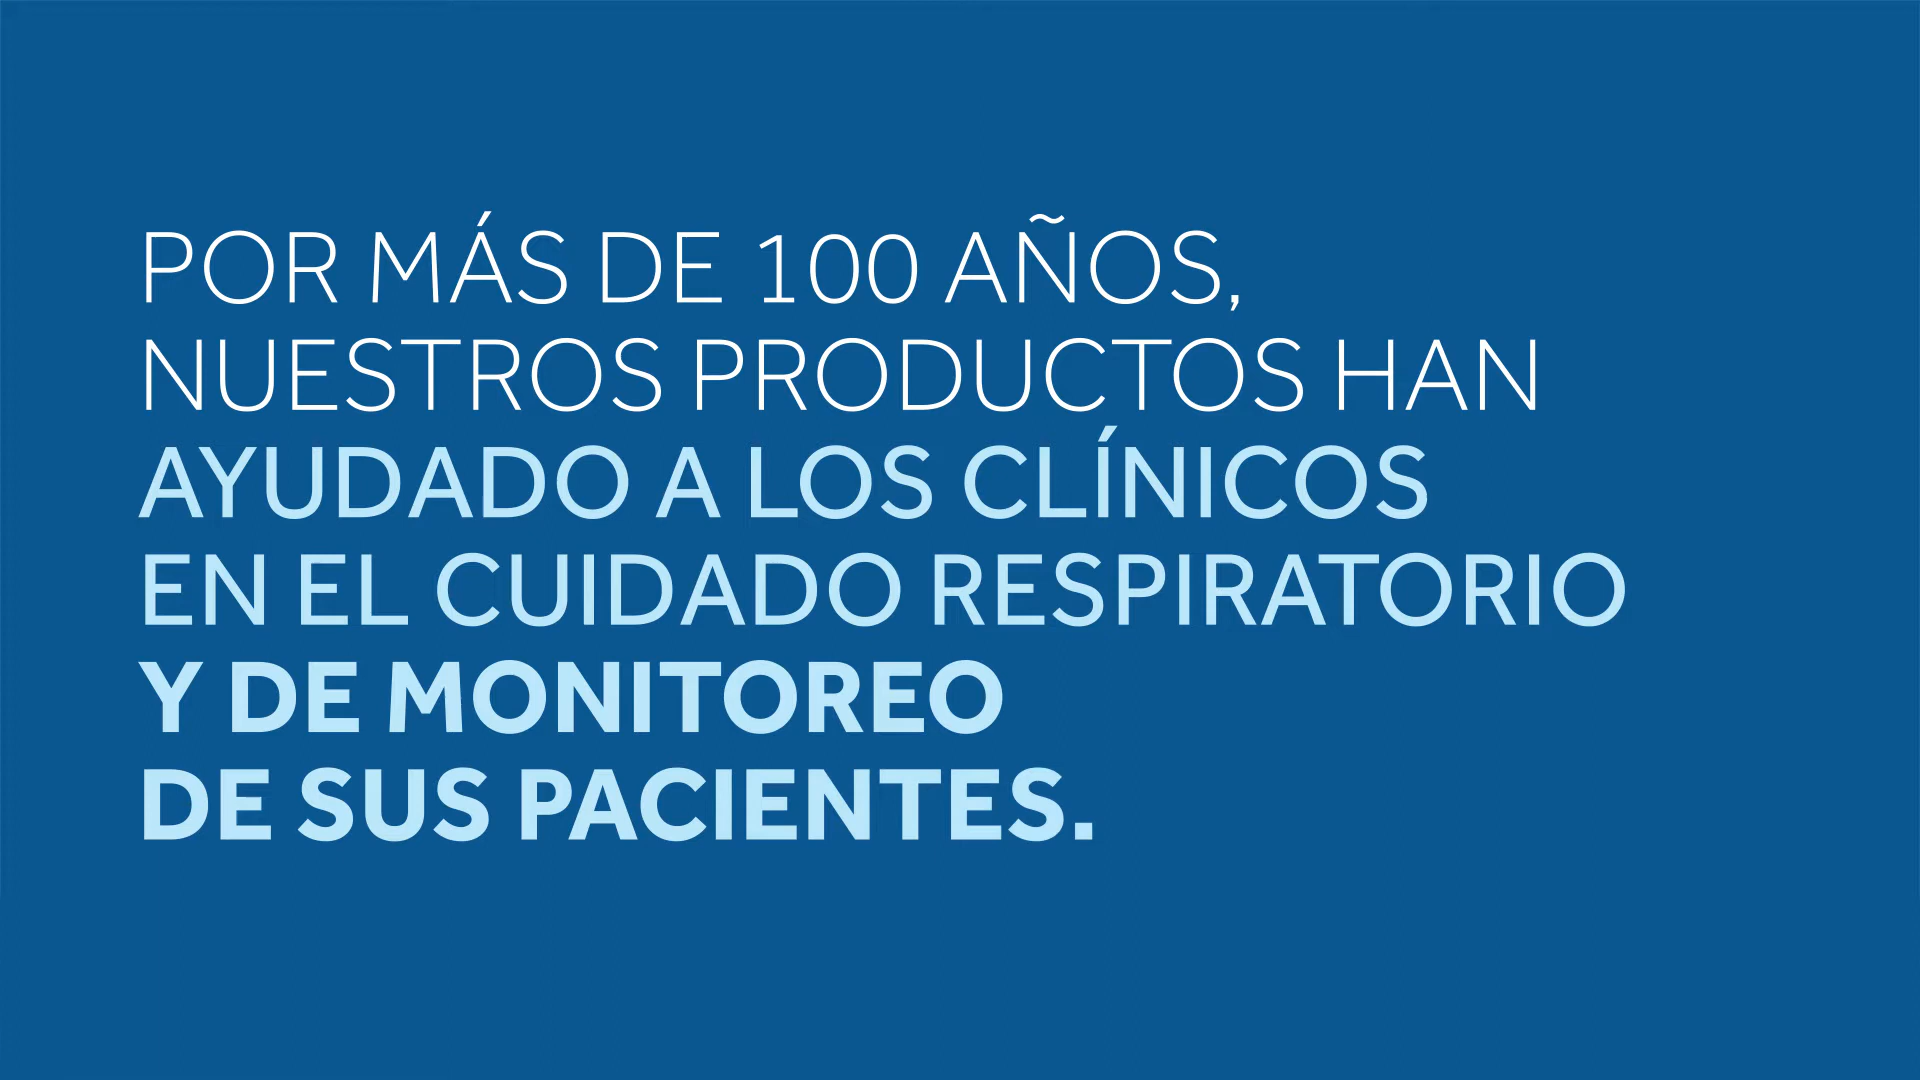 POR MÁS DE 100 AÑOS,
NUESTROS PRODUCTOS HAN
AYUDADO A LOS CLÍNICOS
EN EL CUIDADO RESPIRATORIO
Y DE MONITOREO
DE SUS PACIENTES.